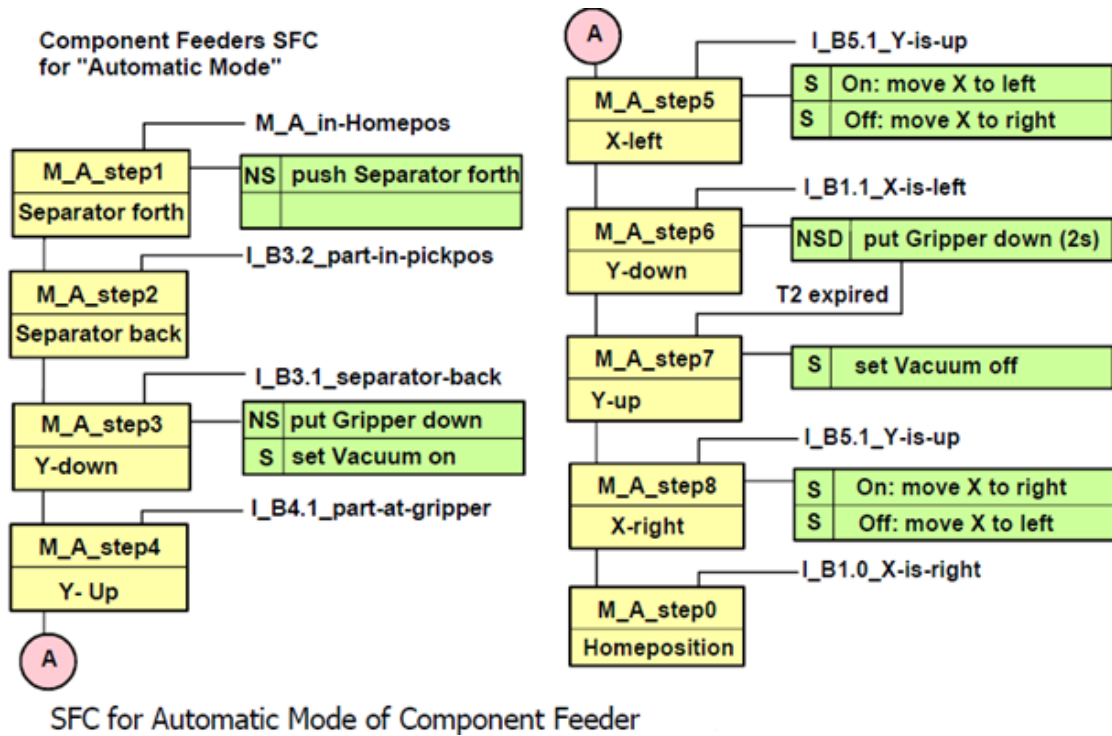 Component Feeders SFC
for "Automatic Mode"
M_A_in-Homepos
M_A_step1
Separator forth
NS push Separator forth
I_B3.2_part-in-pickpos
M_A_step2
Separator back
I_B3.1_separator-back
M_A_step3
Y-down
NS put Gripper down
S set Vacuum on
I_B4.1_part-at-gripper
M_A_step4
Y- Up
A
A
I_B5.1_Y-is-up
M_A_step5
X-left
S On: move X to left
S Off: move X to right
I_B1.1_X-is-left
M_A_step6
Y-down
NSD put Gripper down (2s)
T2 expired
M_A_step7
Y-up
S set Vacuum off
I_B5.1_Y-is-up
M_A_step8
X-right
S On: move X to right
S Off: move X to left
I_B1.0_X-is-right
M_A_step0
Homeposition
SFC for Automatic Mode of Component Feeder